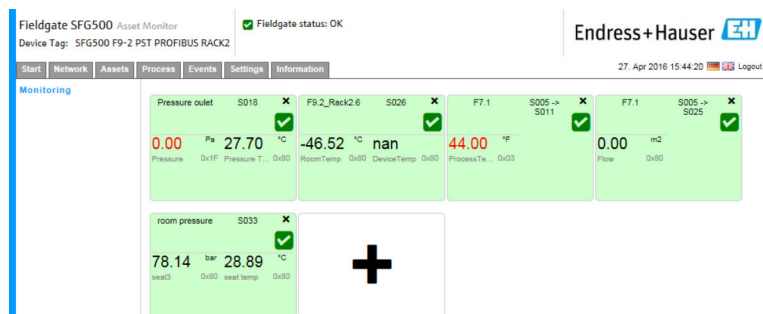 Fieldgate SFG500 Asset Monitor
Device Tag: SFG500 F9-2 PST PROFIBUS RACK2
Fieldgate status: OK
Endress+Hauser EH
Start Network Assets Process Events Settings Information
27. Apr 2016 15:44:20 Logout
Monitoring
Pressure oulet S018
0.00 Pa 27.70 °C
Pressure 0x1F Pressure T... 0x80
F9.2_Rack2.6 S026
-46.52 °C nan
RoomTemp 0x80 DeviceTemp 0x80
F7.1 S005 ->
S011
44.00 °F
ProcessTe... 0x03
F7.1 S005 ->
S025
0.00 m2
Flow 0x80
room pressure S033
78.14 bar 28.89 °C
seat3 0x80 seat temp 0x80